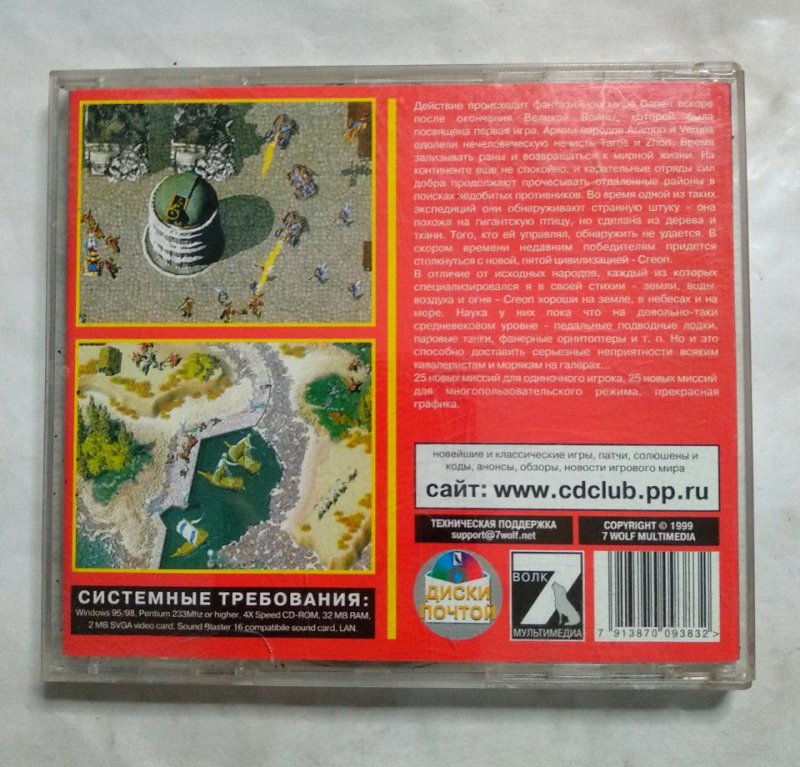 Действие происходит фантазийном мире Darien вскоре
после окончания Великой Войны, которой была
посвящена первая игра. Армии народов Aramon и Veruna
одолели нечеловеческую нечисть Taros и Zhon. Время
зализывать раны и возвращаться к мирной жизни. На
континенте еще не спокойно, и карательные отряды сил
добра продолжают прочесывать отдаленные районы в
поисках недобитых противников. Во время одной из таких
экспедиций они обнаруживают странную штуку - она
похожа на гигантскую птицу, но сделана из дерева и
ткани. Того, кто ей управлял, обнаружить не удается. В
скором времени недавним победителям придется
столкнуться с новой, пятой цивилизацией - Creon.
В отличие от исходных народов, каждый из которых
специализировался я в своей стихии - земли, воды
воздуха и огня - Creon хороши на земле, в небесах и на
море. Наука у них пока что на довольно-таки
средневековом уровне - педальные подводные лодки,
паровые танки, фанерные орнитоптеры и т. п. Но и это
способно доставить серьезные неприятности всяким
кавалеристам и морякам на галерах...
25 новых миссий для одиночного игрока, 25 новых миссий
для многопользовательского режима, прекрасная
графика.
новейшие и классические игры, патчи, солюшены и
коды, анонсы, обзоры, новости игрового мира
сайт: www.cdclub.pp.ru
ТЕХНИЧЕСКАЯ ПОДДЕРЖКА
support@7wolf.net
COPYRIGHT © 1999
7 WOLF MULTIMEDIA
СИСТЕМНЫЕ ТРЕБОВАНИЯ:
Windows 95/98, Pentium 233Mhz or higher, 4X Speed CD-ROM, 32 MB RAM,
2 MB SVGA video card, Sound Blaster 16 compatibile sound card, LAN.
ДИСКИ
ПОЧТОЙ
ВОЛК
7
МУЛЬТИМЕДИА
7 913870 093832>